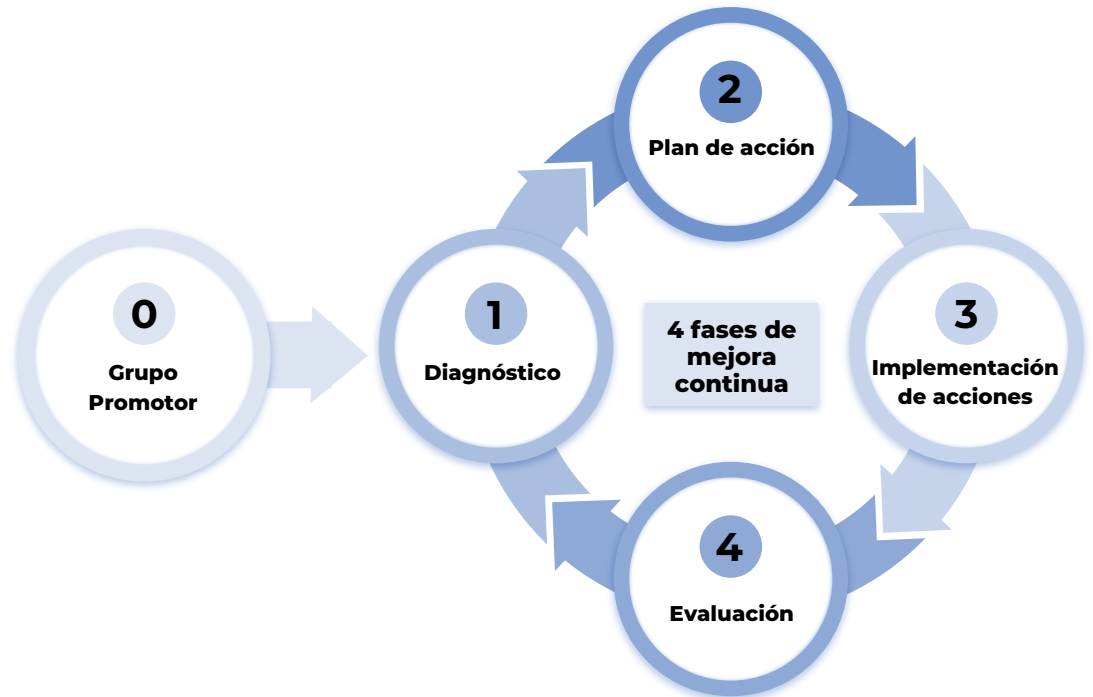 0
Grupo
Promotor
1
Diagnóstico
2
Plan de acción
3
Implementación
de acciones
4
Evaluación
4 fases de
mejora
continua